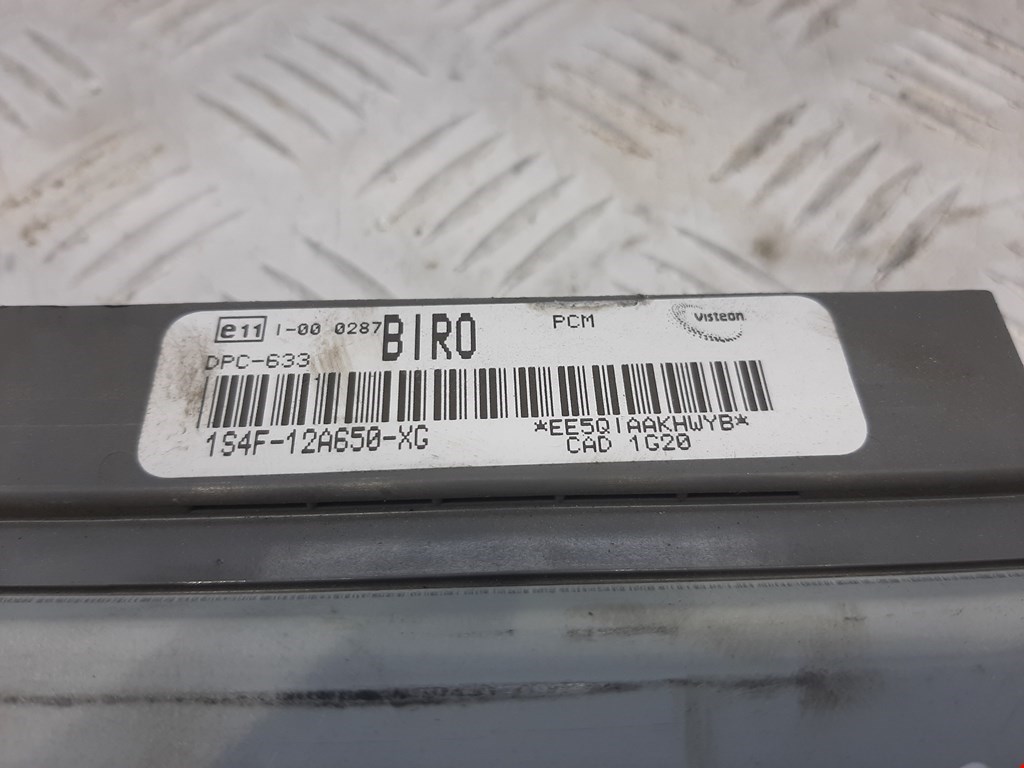 e11 I-00 0287 BIRO PCM Visteon
DPC-633
1S4F-12A650-XG *EE5QIAAKHWYB*
CAD 1G20